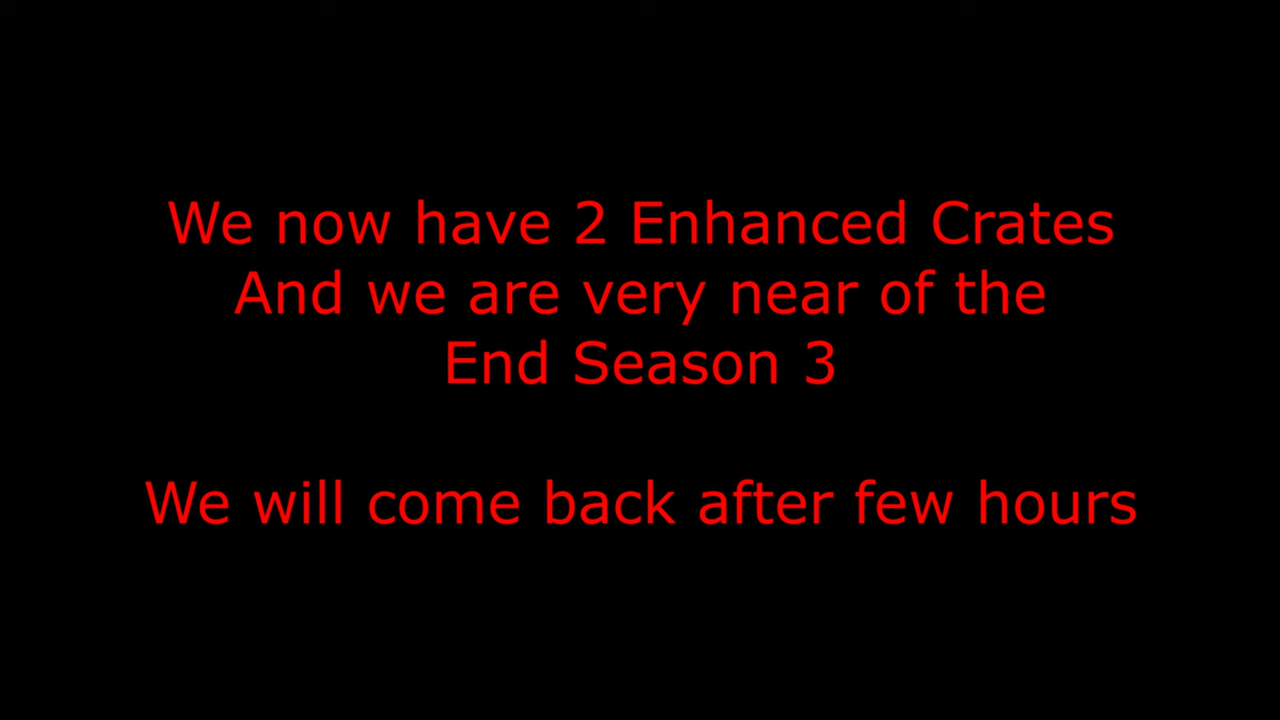 We now have 2 Enhanced Crates
And we are very near of the
End Season 3
We will come back after few hours